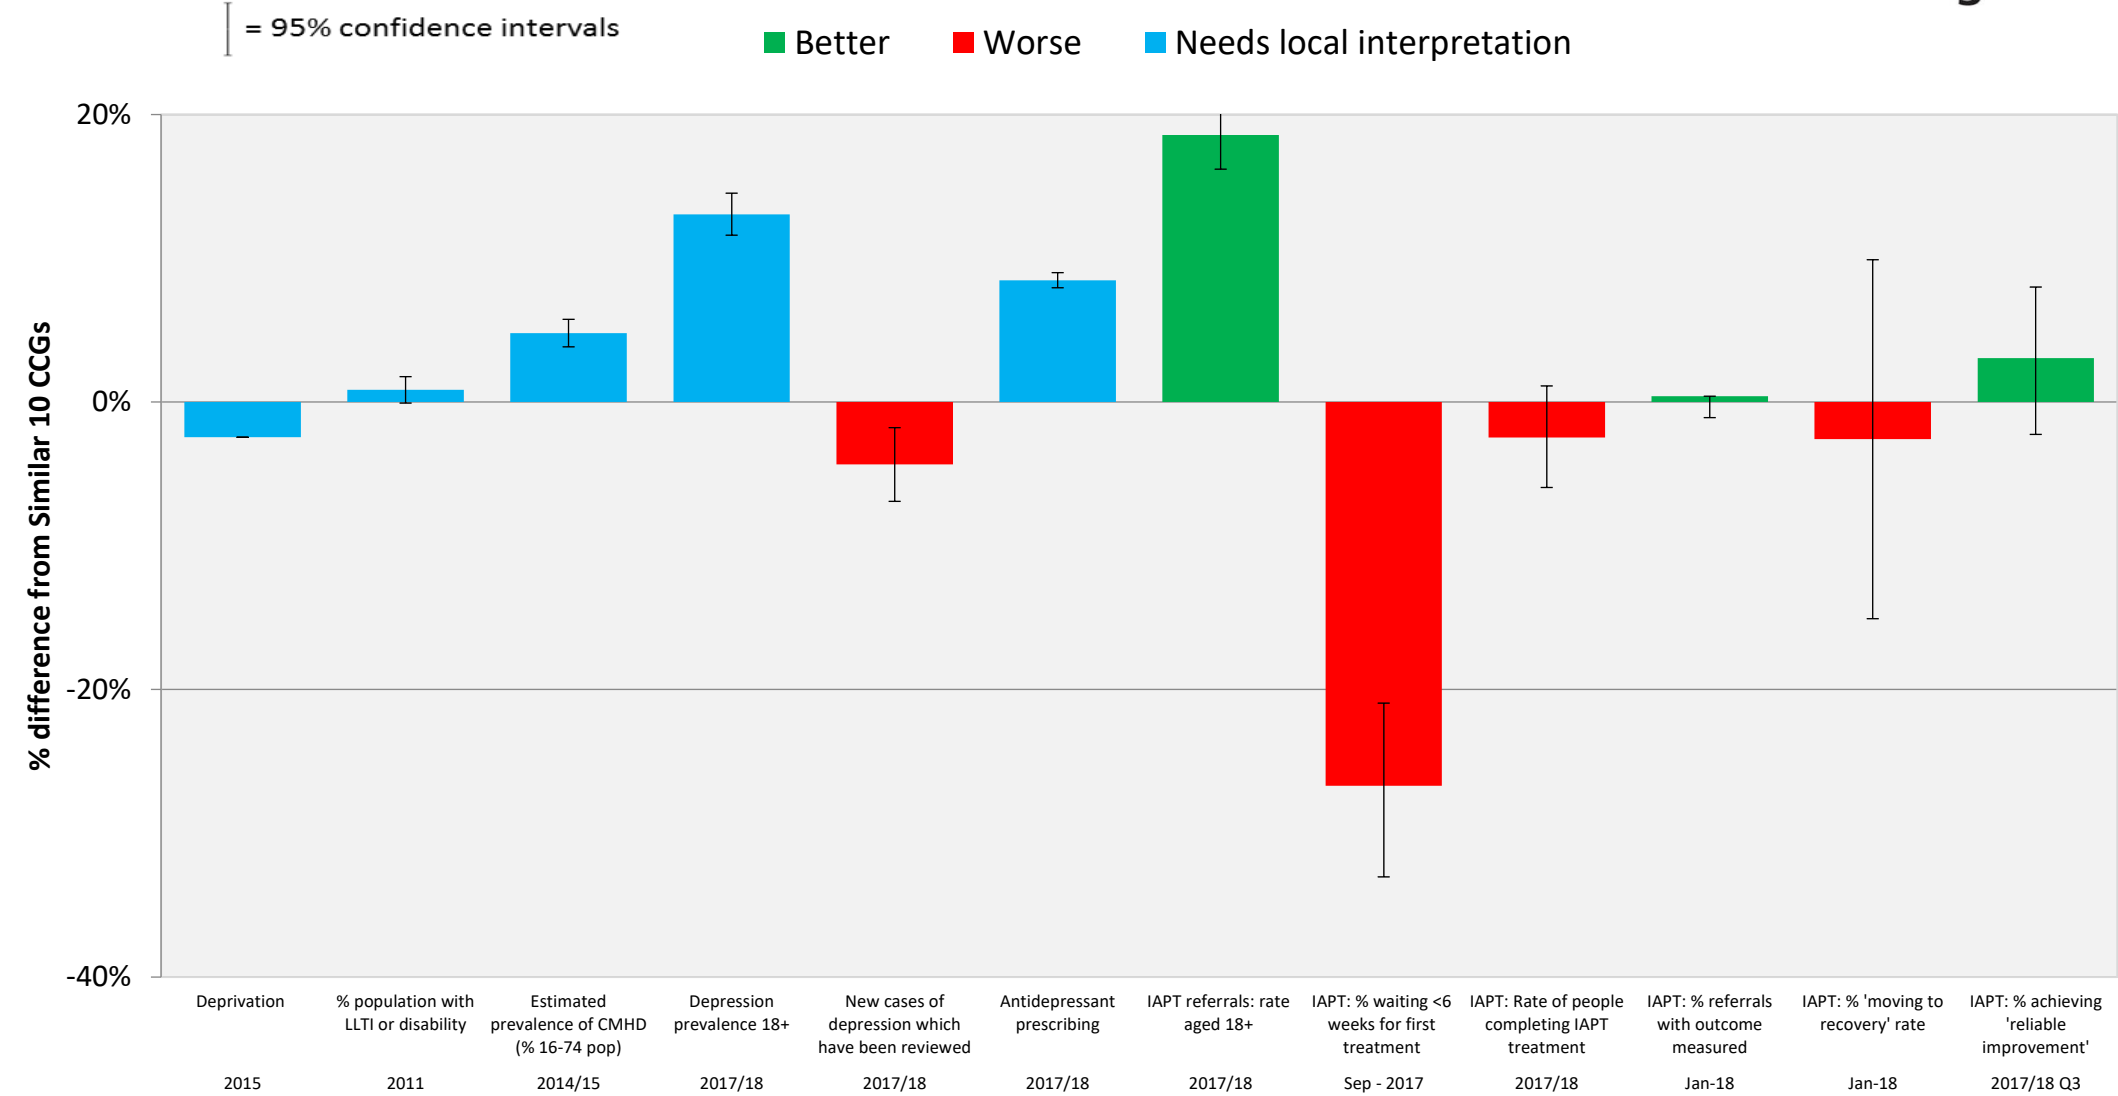 = 95% confidence intervals
Better Worse Needs local interpretation
20%
0%
-20%
-40%
% difference from Similar 10 CCGs
Deprivation
2015
% population with
LLTI or disability
2011
Estimated
prevalence of CMHD
(% 16-74 pop)
2014/15
Depression
prevalence 18+
2017/18
New cases of
depression which
have been reviewed
2017/18
Antidepressant
prescribing
2017/18
IAPT referrals: rate
aged 18+
2017/18
IAPT: % waiting <6
weeks for first
treatment
Sep - 2017
IAPT: Rate of people
completing IAPT
treatment
2017/18
IAPT: % referrals
with outcome
measured
Jan-18
IAPT: % 'moving to
recovery' rate
Jan-18
IAPT: % achieving
'reliable
improvement'
2017/18 Q3